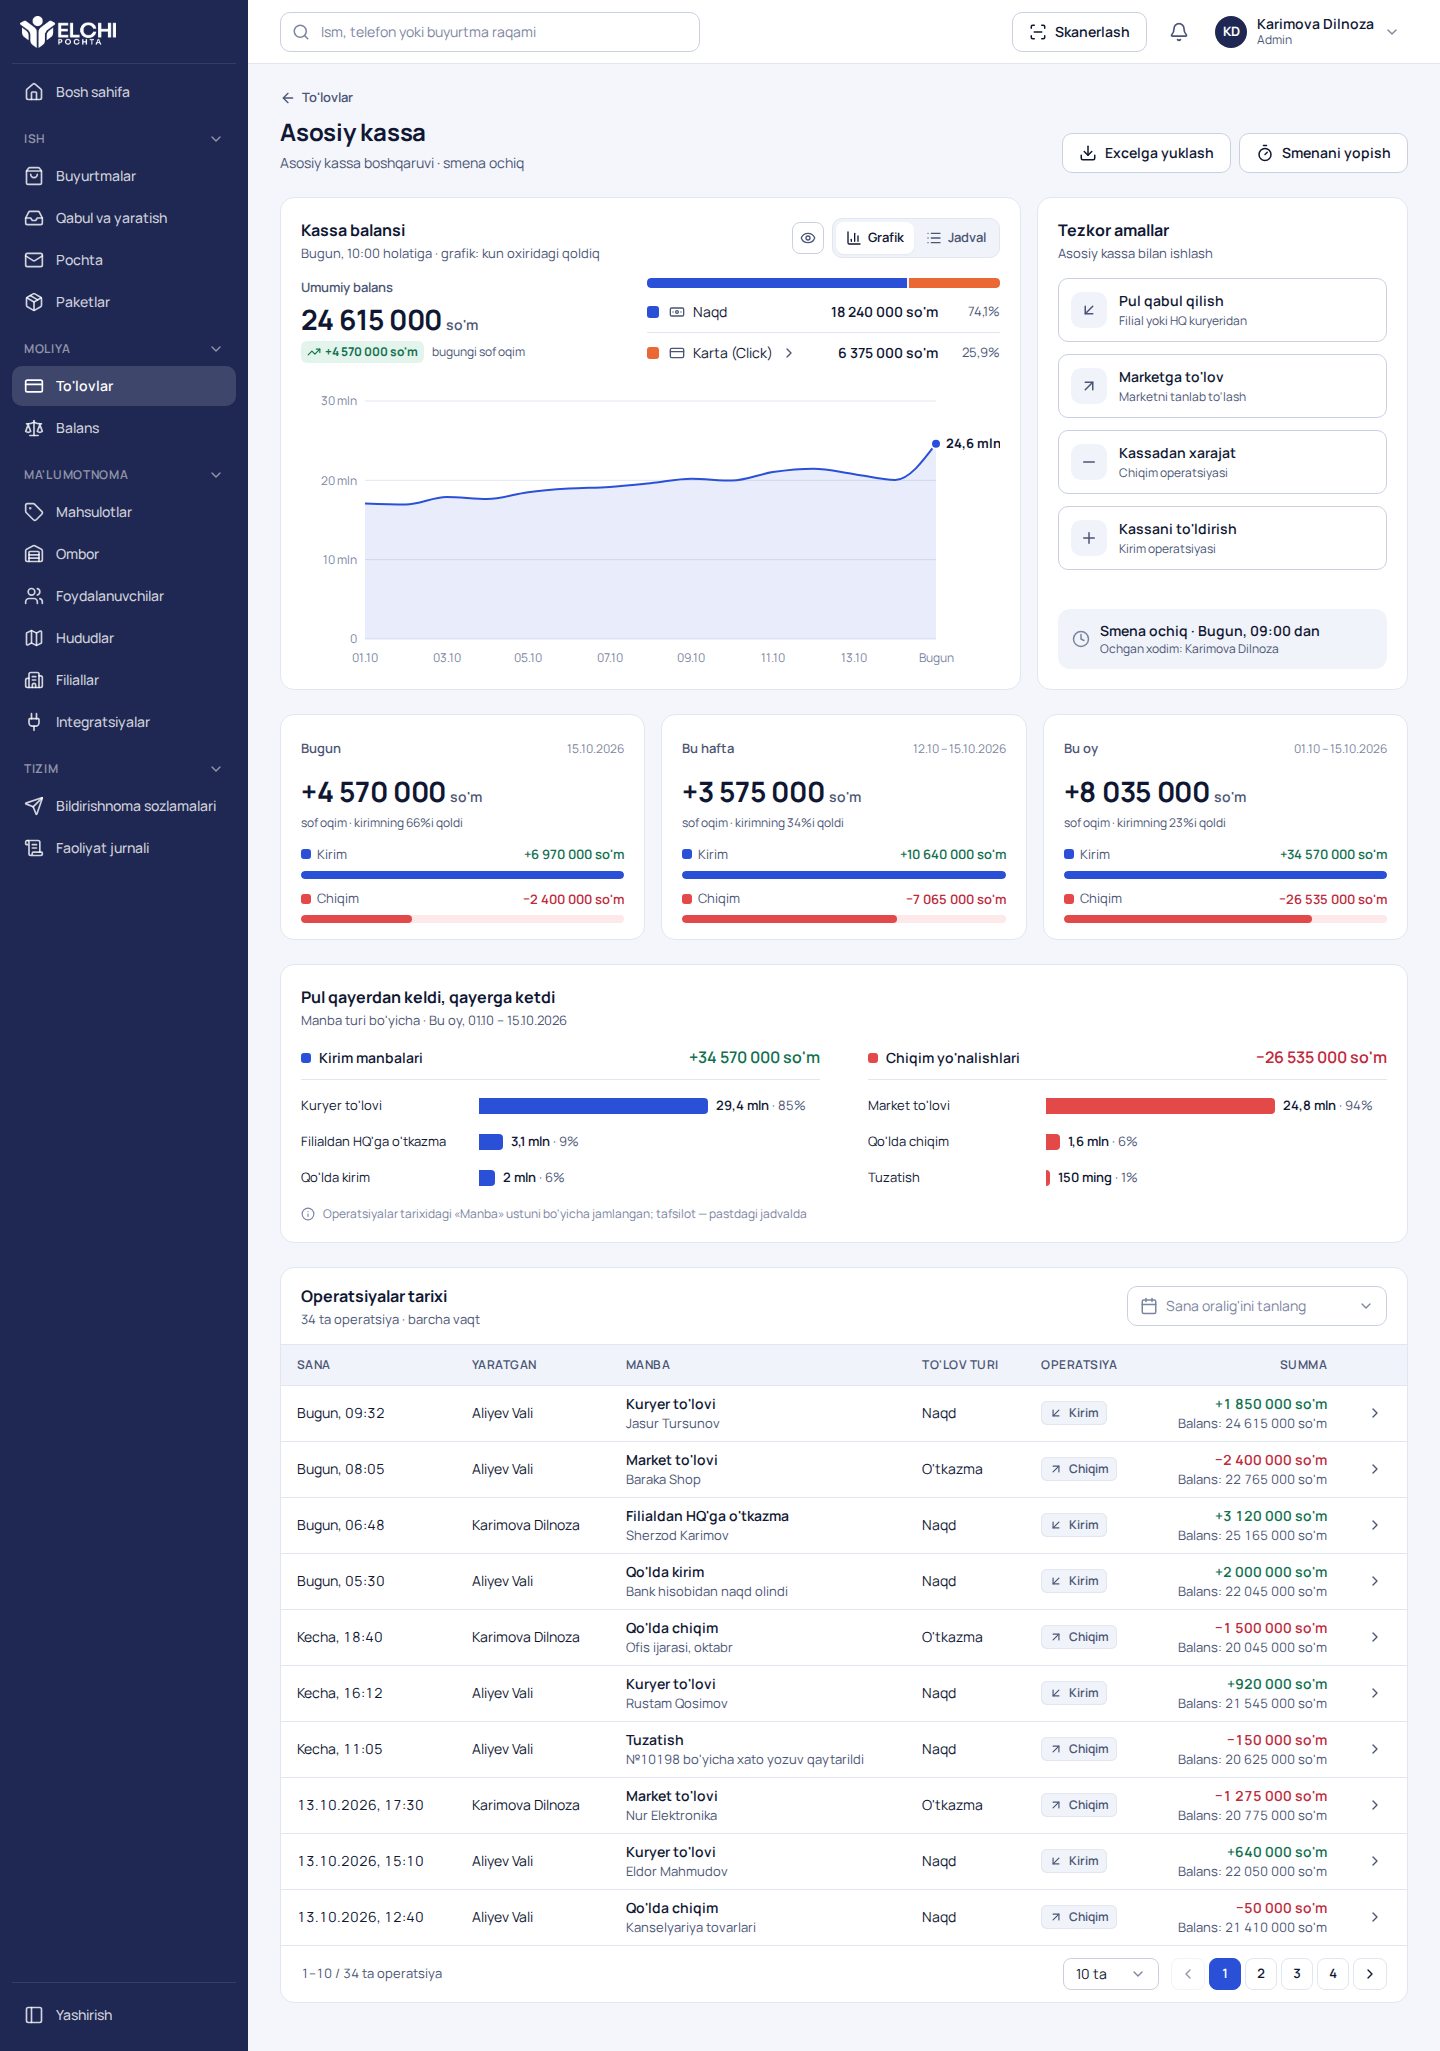 ELCHI
POCHTA
Ism, telefon yoki buyurtma raqami
Skanerlash
KD
Karimova Dilnoza
Admin
Bosh sahifa
ISH
Buyurtmalar
Qabul va yaratish
Pochta
Paketlar
MOLIYA
To'lovlar
Balans
MA'LUMOTNOMA
Mahsulotlar
Ombor
Foydalanuvchilar
Hududlar
Filiallar
Integratsiyalar
TIZIM
Bildirishnoma sozlamalari
Faoliyat jurnali
Yashirish
To'lovlar
Asosiy kassa
Asosiy kassa boshqaruvi · smena ochiq
Excelga yuklash
Smenani yopish
Kassa balansi
Bugun, 10:00 holatiga · grafik: kun oxiridagi qoldiq
Grafik
Jadval
Umumiy balans
24 615 000 so'm
+4 570 000 so'm bugungi sof oqim
Naqd 18 240 000 so'm 74,1%
Karta (Click) 6 375 000 so'm 25,9%
30 mln
20 mln
10 mln
0
24,6 mln
01.10 03.10 05.10 07.10 09.10 11.10 13.10 Bugun
Tezkor amallar
Asosiy kassa bilan ishlash
Pul qabul qilish
Filial yoki HQ kuryeridan
Marketga to'lov
Marketni tanlab to'lash
Kassadan xarajat
Chiqim operatsiyasi
Kassani to'ldirish
Kirim operatsiyasi
Smena ochiq · Bugun, 09:00 dan
Ochgan xodim: Karimova Dilnoza
Bugun 15.10.2026
+4 570 000 so'm
sof oqim · kirimning 66%i qoldi
Kirim +6 970 000 so'm
Chiqim −2 400 000 so'm
Bu hafta 12.10 – 15.10.2026
+3 575 000 so'm
sof oqim · kirimning 34%i qoldi
Kirim +10 640 000 so'm
Chiqim −7 065 000 so'm
Bu oy 01.10 – 15.10.2026
+8 035 000 so'm
sof oqim · kirimning 23%i qoldi
Kirim +34 570 000 so'm
Chiqim −26 535 000 so'm
Pul qayerdan keldi, qayerga ketdi
Manba turi bo'yicha · Bu oy, 01.10 – 15.10.2026
Kirim manbalari +34 570 000 so'm
Kuryer to'lovi 29,4 mln · 85%
Filialdan HQ'ga o'tkazma 3,1 mln · 9%
Qo'lda kirim 2 mln · 6%
Chiqim yo'nalishlari −26 535 000 so'm
Market to'lovi 24,8 mln · 94%
Qo'lda chiqim 1,6 mln · 6%
Tuzatish 150 ming · 1%
Operatsiyalar tarixidagi «Manba» ustuni bo'yicha jamlangan; tafsilot — pastdagi jadvalda
Operatsiyalar tarixi
34 ta operatsiya · barcha vaqt
Sana oralig'ini tanlang
SANA YARATGAN MANBA TO'LOV TURI OPERATSIYA SUMMA
Bugun, 09:32 Aliyev Vali Kuryer to'lovi Naqd Kirim +1 850 000 so'm
Jasur Tursunov Balans: 24 615 000 so'm
Bugun, 08:05 Aliyev Vali Market to'lovi O'tkazma Chiqim −2 400 000 so'm
Baraka Shop Balans: 22 765 000 so'm
Bugun, 06:48 Karimova Dilnoza Filialdan HQ'ga o'tkazma Naqd Kirim +3 120 000 so'm
Sherzod Karimov Balans: 25 165 000 so'm
Bugun, 05:30 Aliyev Vali Qo'lda kirim Naqd Kirim +2 000 000 so'm
Bank hisobidan naqd olindi Balans: 22 045 000 so'm
Kecha, 18:40 Karimova Dilnoza Qo'lda chiqim O'tkazma Chiqim −1 500 000 so'm
Ofis ijarasi, oktabr Balans: 20 045 000 so'm
Kecha, 16:12 Aliyev Vali Kuryer to'lovi Naqd Kirim +920 000 so'm
Rustam Qosimov Balans: 21 545 000 so'm
Kecha, 11:05 Aliyev Vali Tuzatish Naqd Chiqim −150 000 so'm
№10198 bo'yicha xato yozuv qaytarildi Balans: 20 625 000 so'm
13.10.2026, 17:30 Karimova Dilnoza Market to'lovi O'tkazma Chiqim −1 275 000 so'm
Nur Elektronika Balans: 20 775 000 so'm
13.10.2026, 15:10 Aliyev Vali Kuryer to'lovi Naqd Kirim +640 000 so'm
Eldor Mahmudov Balans: 22 050 000 so'm
13.10.2026, 12:40 Aliyev Vali Qo'lda chiqim Naqd Chiqim −50 000 so'm
Kanselyariya tovarlari Balans: 21 410 000 so'm
1–10 / 34 ta operatsiya
10 ta
1 2 3 4